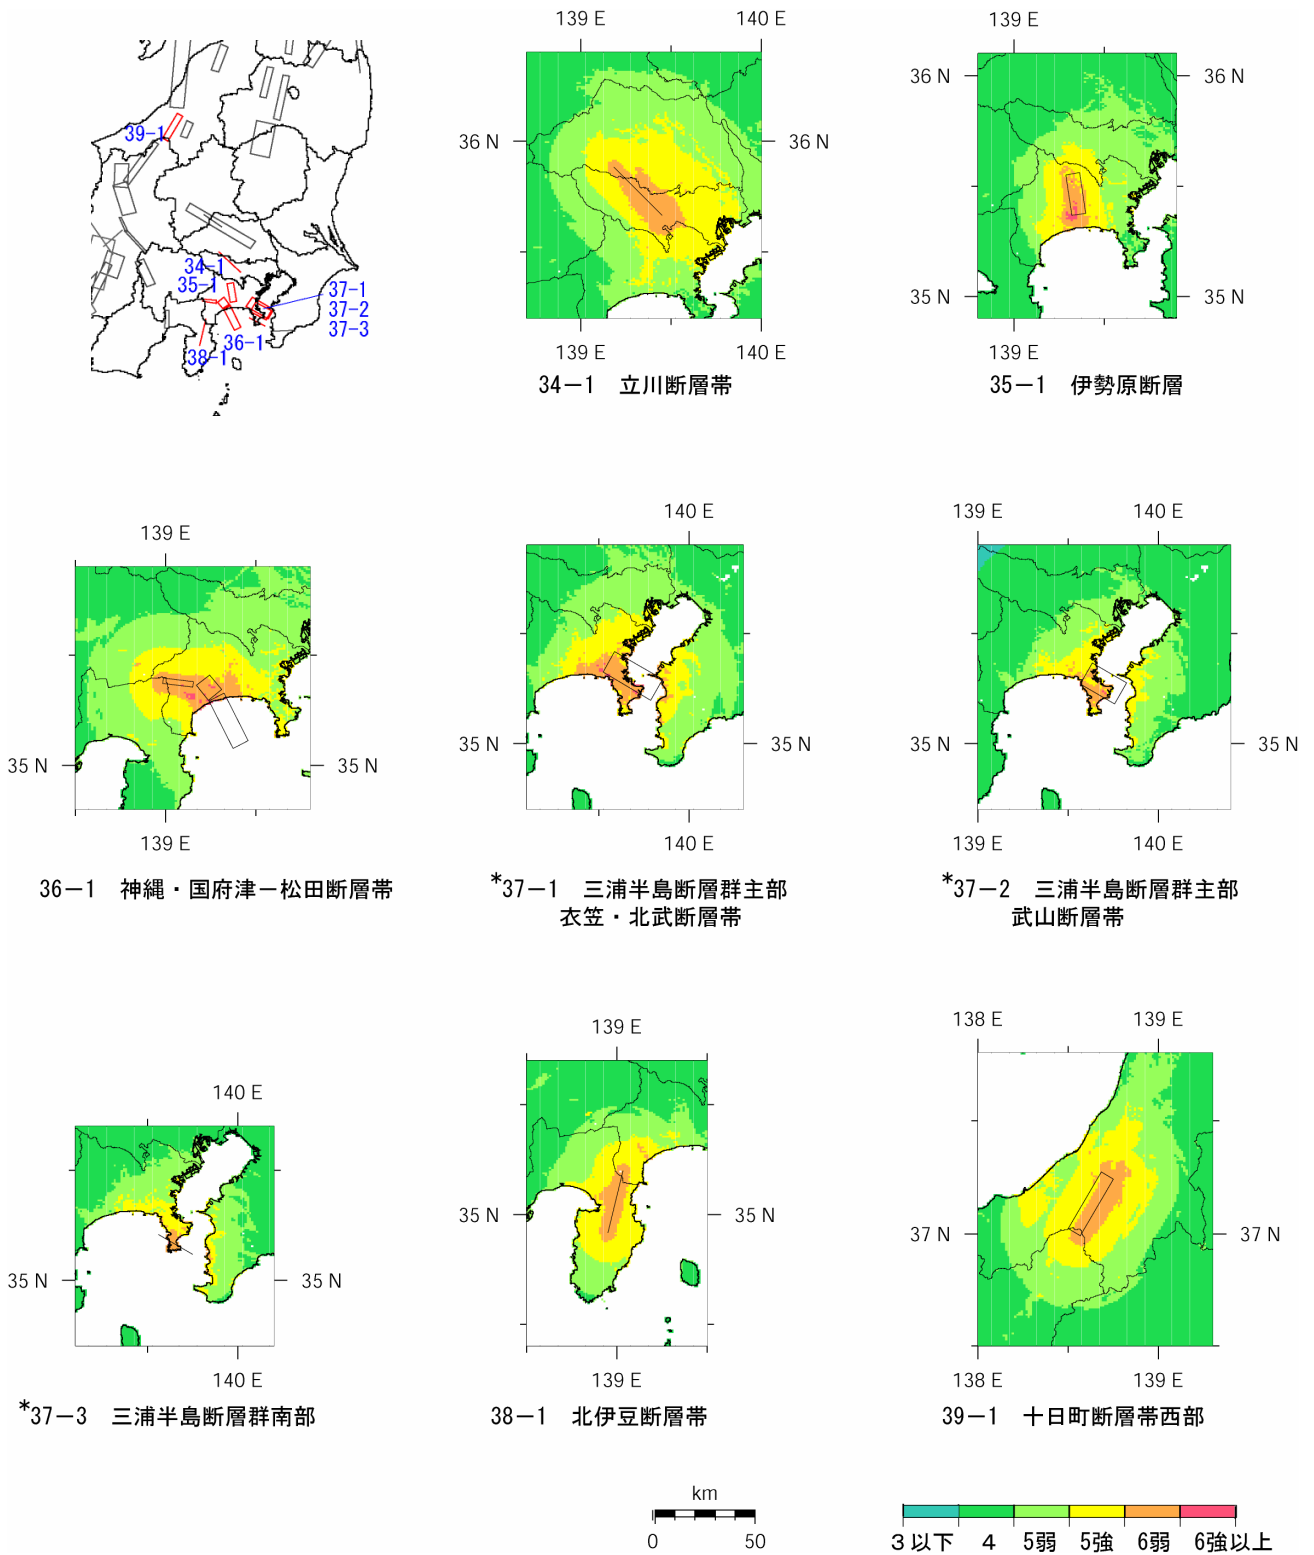 139 E
140 E
139 E
36 N
36 N
36 N
36 N
39-1
34-1
35-1
37-1
37-2
37-3
36-1
38-1
35 N
35 N
139 E
140 E
139 E
34－1　立川断層帯
35－1　伊勢原断層
139 E
140 E
139 E
140 E
35 N
35 N
35 N
35 N
35 N
139 E
140 E
139 E
140 E
36－1　神縄・国府津－松田断層帯
*37－1　三浦半島断層群主部
衣笠・北武断層帯
*37－2　三浦半島断層群主部
武山断層帯
140 E
139 E
138 E
139 E
35 N
35 N
35 N
35 N
37 N
37 N
140 E
139 E
138 E
139 E
*37－3　三浦半島断層群南部
38－1　北伊豆断層帯
39－1　十日町断層帯西部
km
0
50
３以下
４
5弱
5強
6弱
6強以上